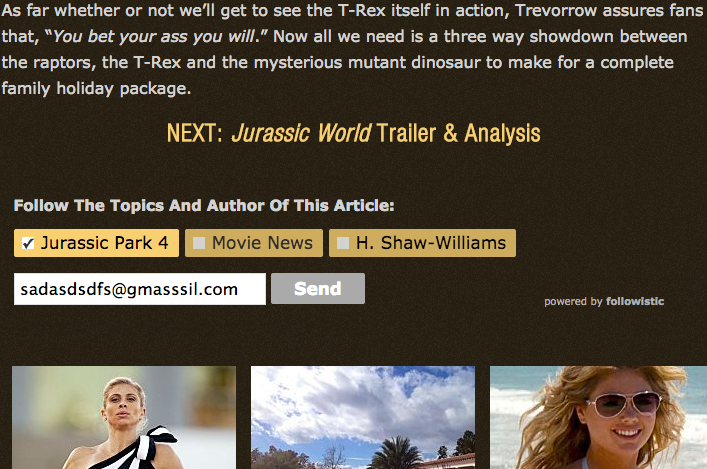 As far whether or not we’ll get to see the T-Rex itself in action, Trevorrow assures fans
that, “You bet your ass you will.” Now all we need is a three way showdown between
the raptors, the T-Rex and the mysterious mutant dinosaur to make for a complete
family holiday package.
NEXT: Jurassic World Trailer & Analysis
Follow The Topics And Author Of This Article:
Jurassic Park 4 Movie News H. Shaw-Williams
sadasdsdfs@gmasssil.com Send
powered by followistic